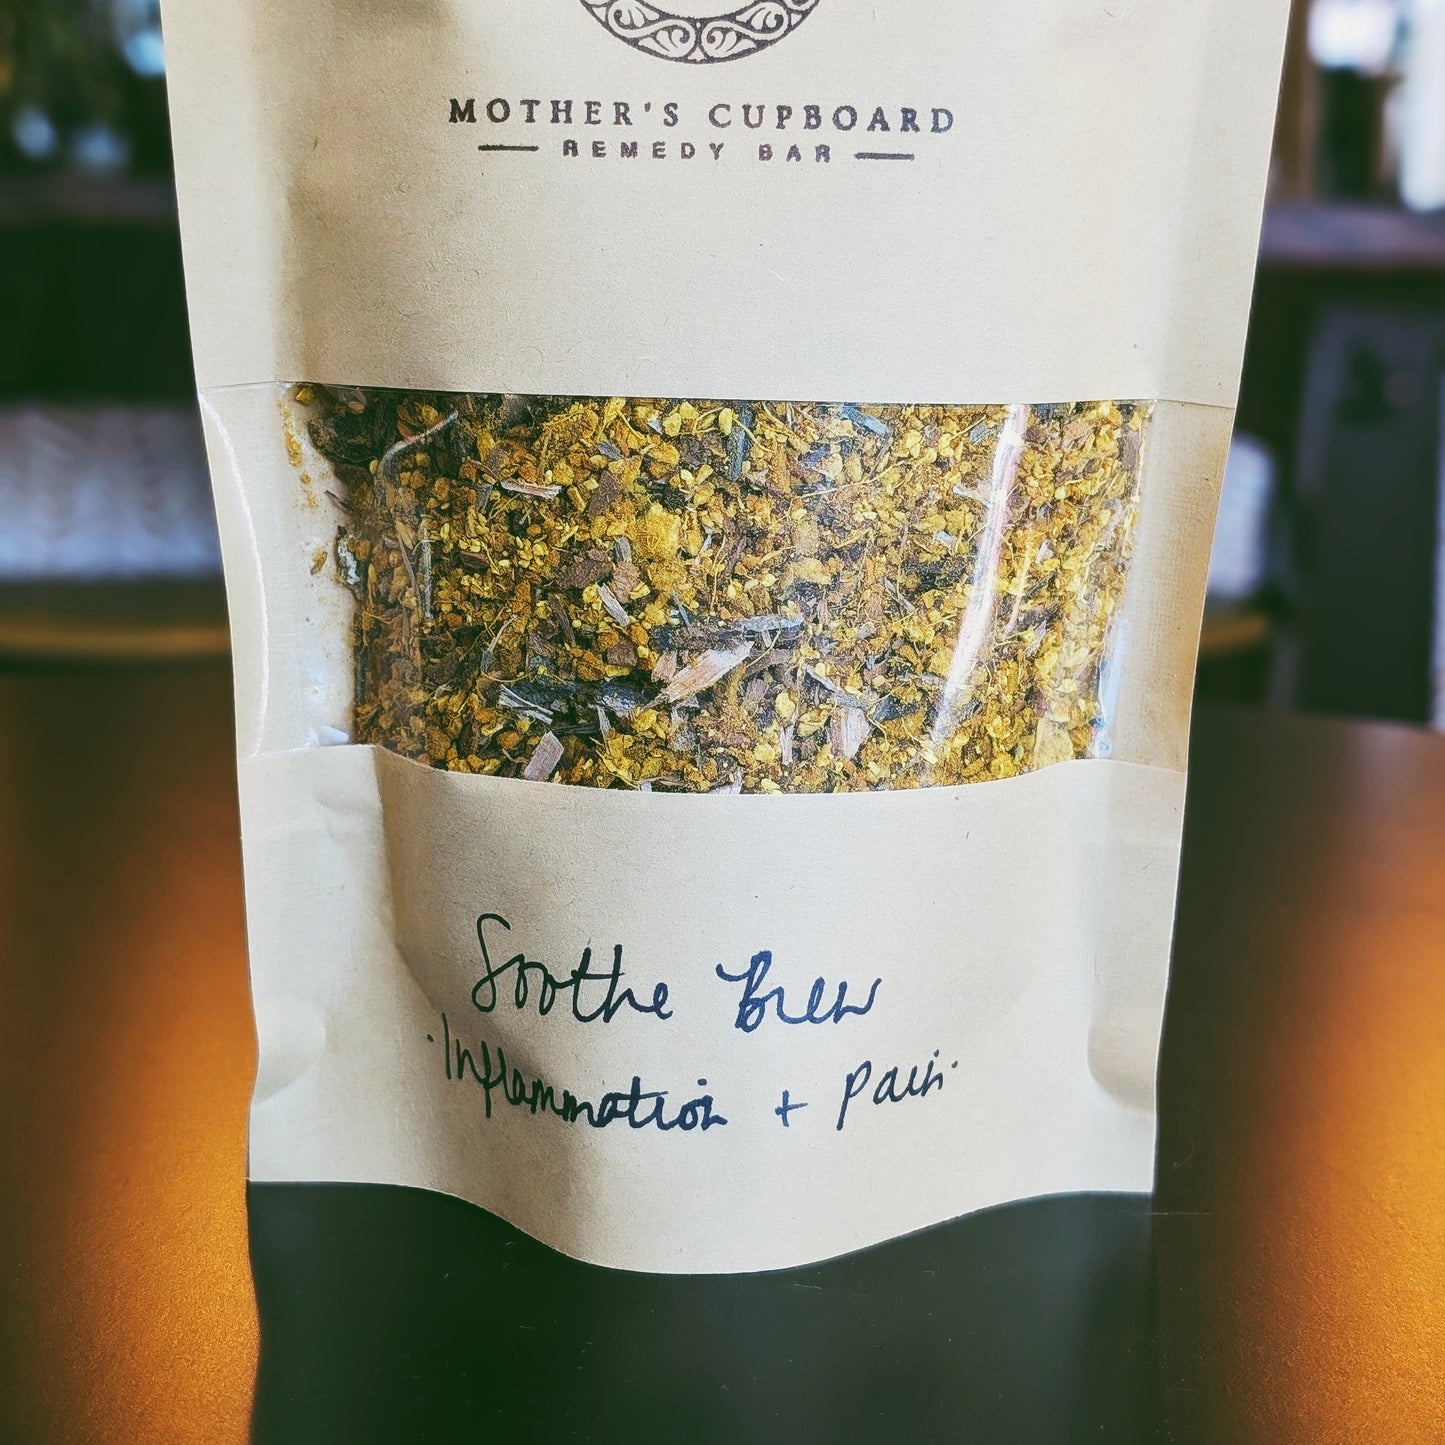 MOTHER'S CUPBOARD
REMEDY BAR
Soothe Brew
·Inflammation + Pain·